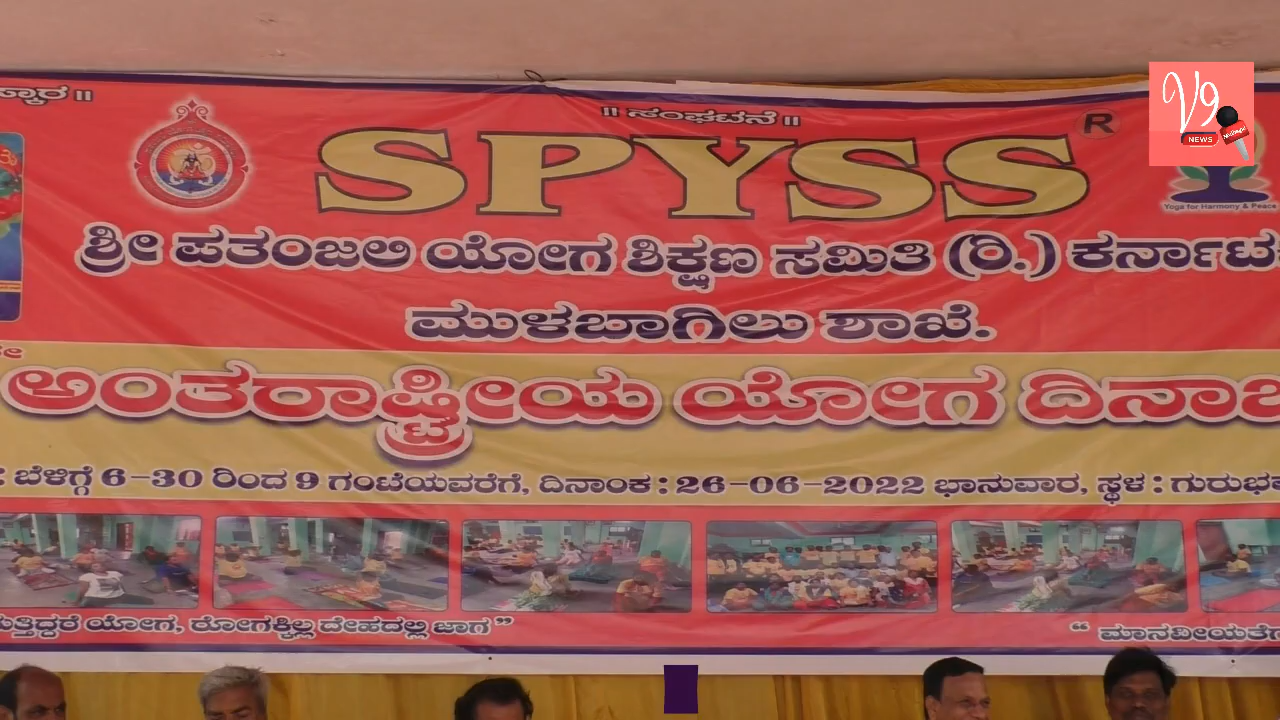 ॥ ಸಂಘಟನೆ ॥
SPYSS R
V9
NEWS
Yoga for Harmony & Peace
ಶ್ರೀ ಪತಂಜಲಿ ಯೋಗ ಶಿಕ್ಷಣ ಸಮಿತಿ (ರಿ.) ಕರ್ನಾಟಕ
ಮುಳಬಾಗಿಲು ಶಾಖೆ.
ಅಂತರಾಷ್ಟ್ರೀಯ ಯೋಗ ದಿನಾ
: ಬೆಳಿಗ್ಗೆ 6-30 ರಿಂದ 9 ಗಂಟೆಯವರೆಗೆ, ದಿನಾಂಕ : 26-06-2022 ಭಾನುವಾರ, ಸ್ಥಳ : ಗುರುಭ
ಯೋಗ, ರೋಗಕ್ಕಿಲ್ಲ ದೇಹದಲ್ಲಿ ಜಾಗ ”
“ ಮಾನವೀಯತೆ